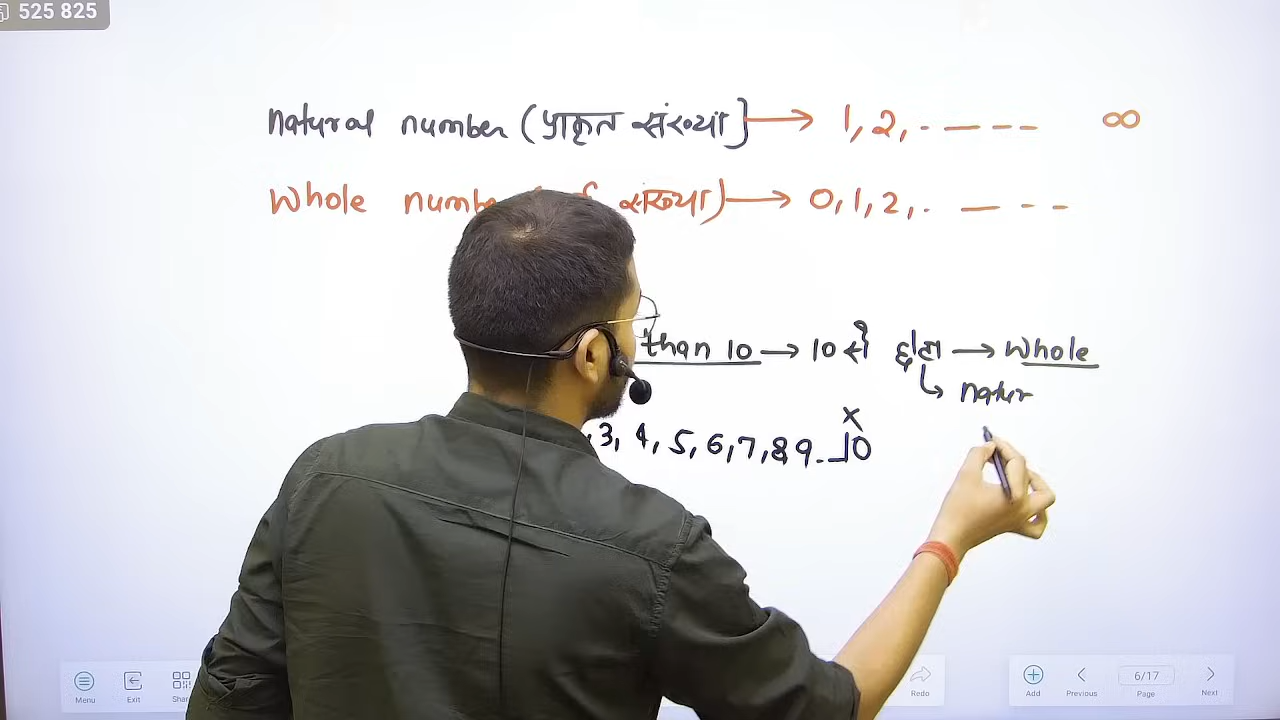 525 825
natural number (प्राकृत संख्या] → 1, 2, . — – – – ∞
Whole संख्या) → 0, 1, 2, . — – –
than 10 → 10 से छोटा → whole
↳ natur
x
, 3, 4, 5, 6, 7, 8, 9 . 10
Menu Exit Redo Add Previous 6/17 Page Next